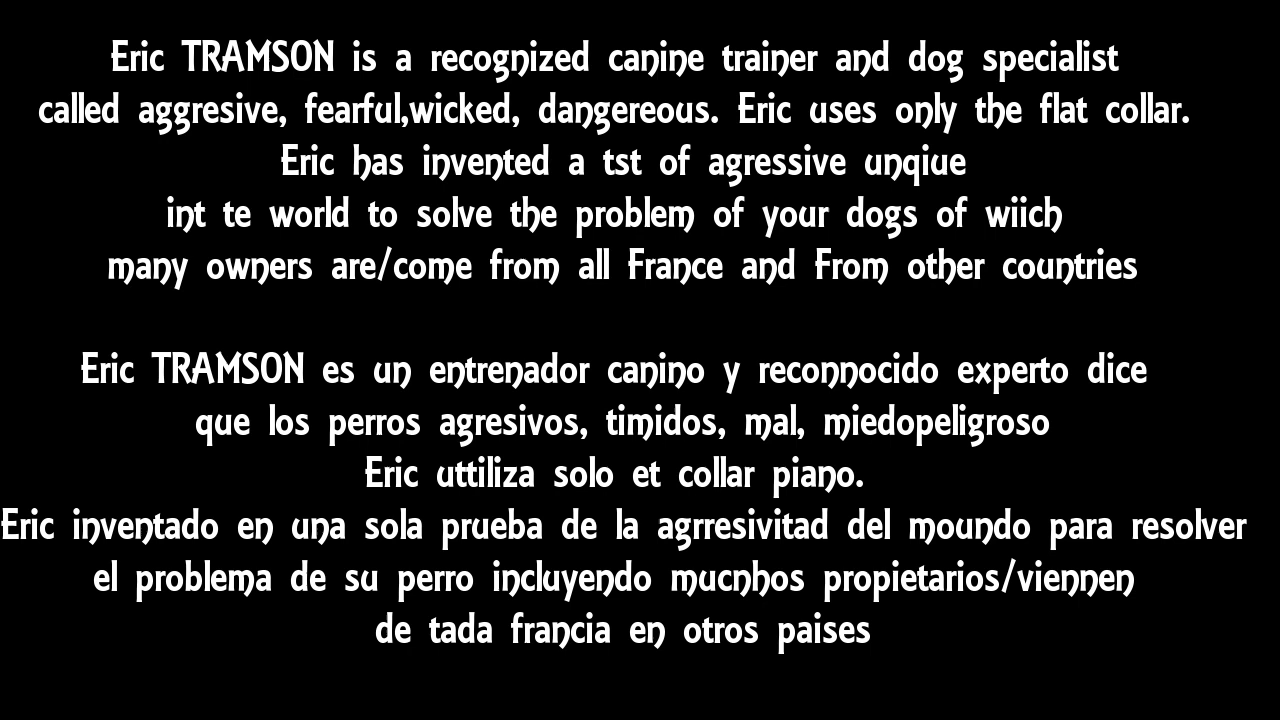 Eric TRAMSON is a recognized canine trainer and dog specialist
called aggresive, fearful,wicked, dangereous. Eric uses only the flat collar.
Eric has invented a tst of agressive unqiue
int te world to solve the problem of your dogs of wiich
many owners are/come from all France and From other countries
Eric TRAMSON es un entrenador canino y reconnocido experto dice
que los perros agresivos, timidos, mal, miedopeligroso
Eric uttiliza solo et collar piano.
Eric inventado en una sola prueba de la agrresivitad del moundo para resolver
el problema de su perro incluyendo mucnhos propietarios/viennen
de tada francia en otros paises